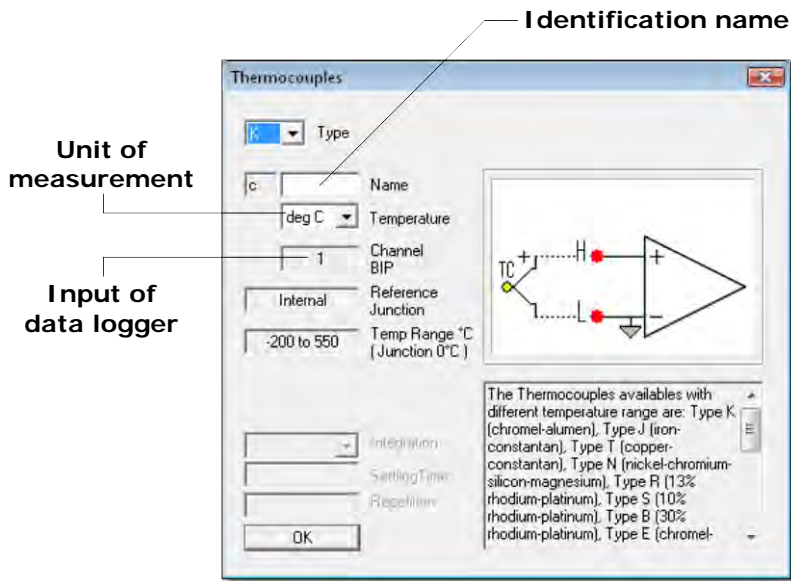 Identification name
Thermocouples
K Type
Unit of
measurement
c Name
deg C Temperature
1 Channel
BIP
Input of
data logger
Internal Reference
Junction
-200 to 550 Temp Range °C
( Junction 0°C )
TC + H +
- L -
The Thermocouples availables with
different temperature range are: Type K
(chromel-alumen), Type J (iron-
constantan), Type T (copper-
constantan), Type N (nickel-chromium-
silicon-magnesium), Type R (13%
rhodium-platinum), Type S (10%
rhodium-platinum), Type B (30%
rhodium-platinum), Type E (chromel-
Integration
Repetition
OK